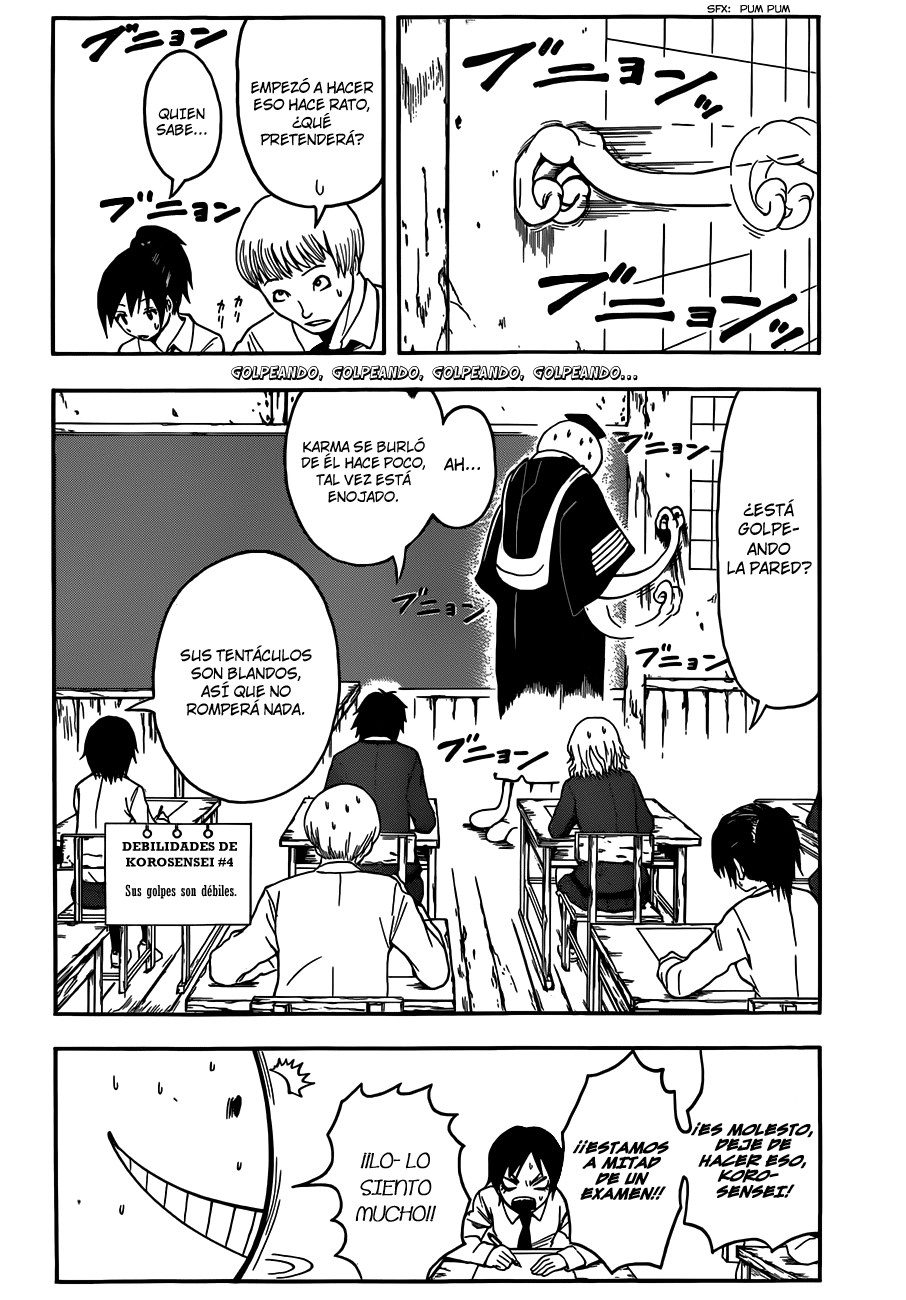 SFX: PUM PUM
ブニョン
ブニョン
EMPEZÓ A HACER
ESO HACE RATO,
¿QUÉ
PRETENDERÁ?
QUIEN
SABE...
ブニョン
ブニョン
ガリ
ガリ
GOLPEANDO, GOLPEANDO, GOLPEANDO, GOLPEANDO...
¿ESTÁ
GOLPE-
ANDO
LA PARED?
AH...
KARMA SE BURLÓ
DE ÉL HACE POCO,
TAL VEZ ESTÁ
ENOJADO.
ブニョン
ブニョン
ブニョン
ブニョン
SUS TENTÁCULOS
SON BLANDOS,
ASÍ QUE NO
ROMPERÁ NADA.
DEBILIDADES DE
KOROSENSEI #4
Sus golpes son débiles.
¡ES MOLESTO,
DEJE DE
HACER ESO,
KORO-
SENSEI!
¡¡ESTAMOS
A MITAD
DE UN
EXAMEN!!
¡¡¡LO- LO
SIENTO
MUCHO!!